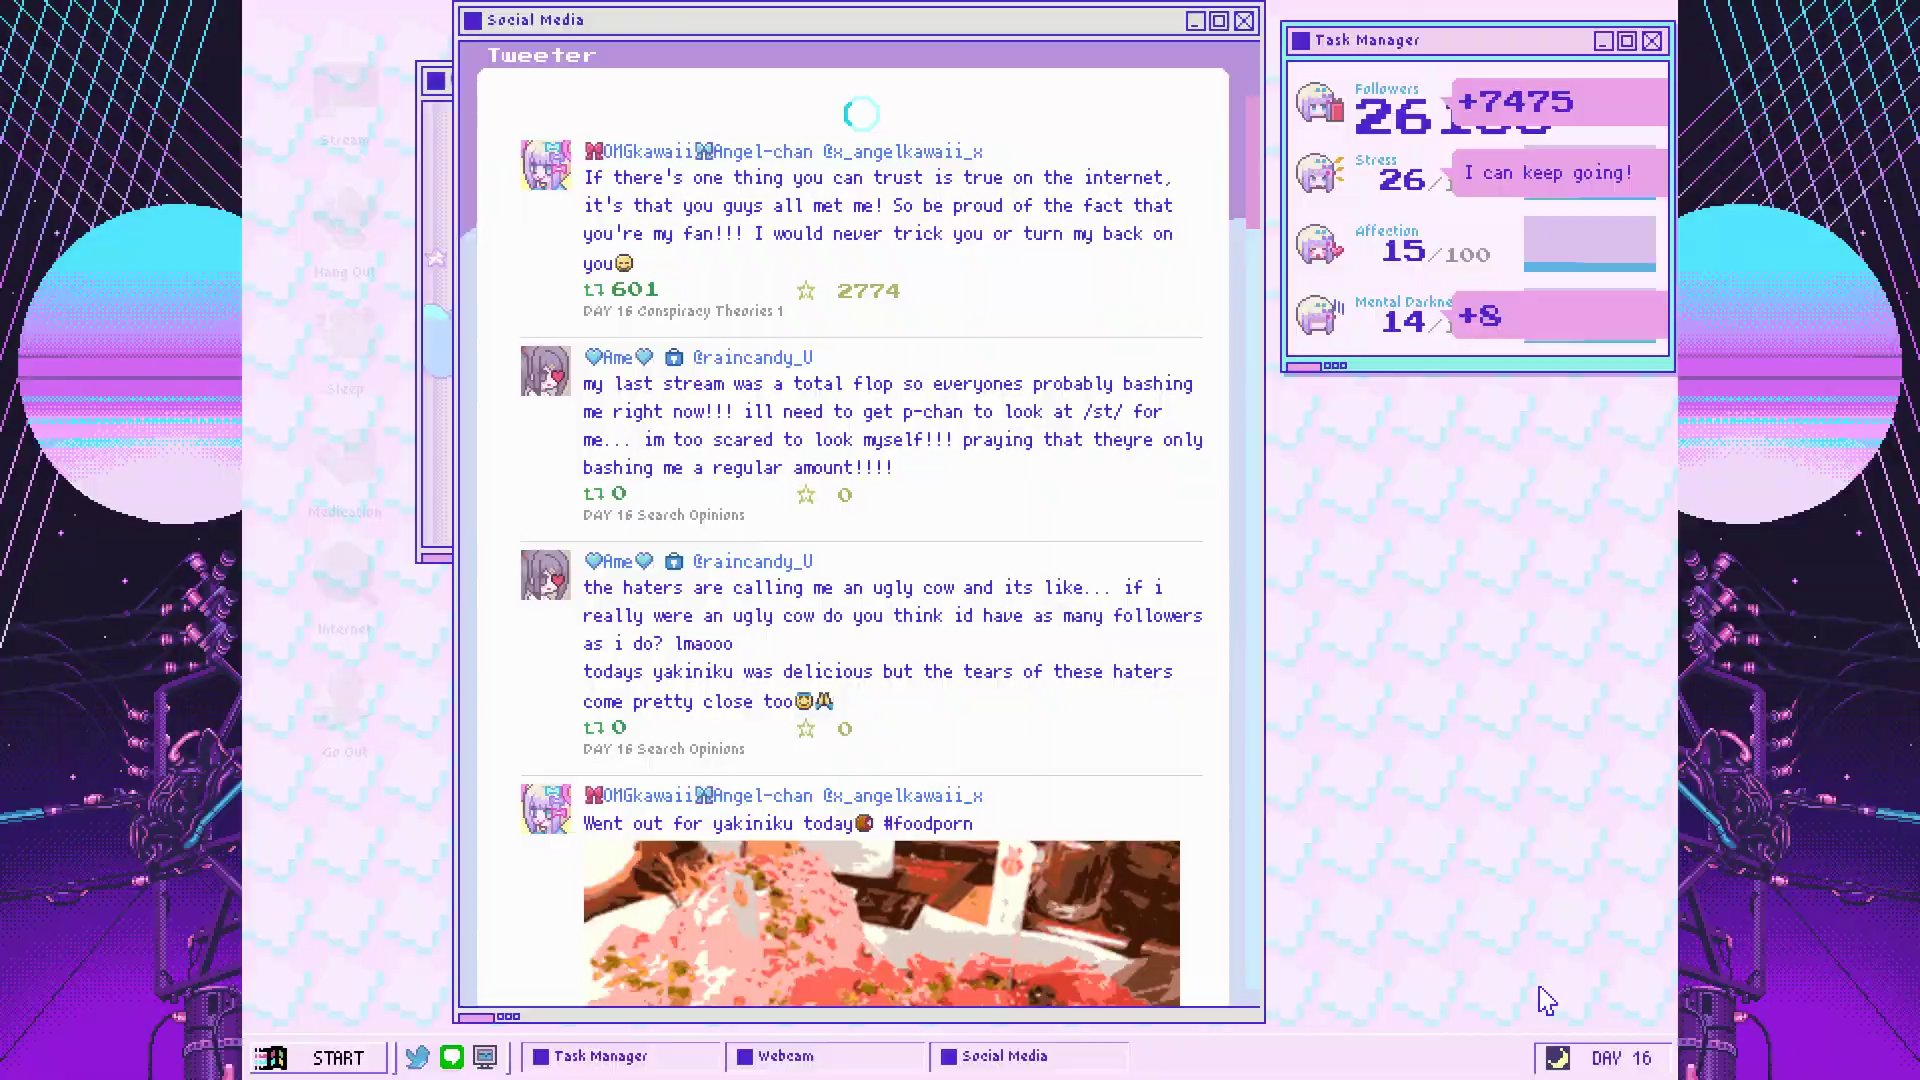 Social Media
Tweeter
OMGkawaiiAngel-chan @x_angelkawaii_x
If there's one thing you can trust is true on the internet,
it's that you guys all met me! So be proud of the fact that
you're my fan!!! I would never trick you or turn my back on
you😄
601 2774
DAY 16 Conspiracy Theories 1
Ame @raincandy_U
my last stream was a total flop so everyones probably bashing
me right now!!! ill need to get p-chan to look at /st/ for
me... im too scared to look myself!!! praying that theyre only
bashing me a regular amount!!!!
0 0
DAY 16 Search Opinions
Ame @raincandy_U
the haters are calling me an ugly cow and its like... if i
really were an ugly cow do you think id have as many followers
as i do? lmaooo
todays yakiniku was delicious but the tears of these haters
come pretty close too😇🙏
0 0
DAY 16 Search Opinions
OMGkawaiiAngel-chan @x_angelkawaii_x
Went out for yakiniku today #foodporn
Task Manager
Followers
+7475
Stress
26
I can keep going!
Affection
15/100
Mental Darkne
14
+8
Stream
Hang Out
Sleep
Medication
Internet
Go Out
START
Task Manager
Webcam
Social Media
DAY 16